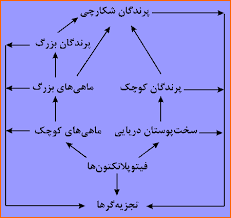 پرندگان شکارچی
پرندگان بزرگ
ماهی‌های بزرگ
پرندگان کوچک
ماهی‌های کوچک
سخت‌پوستان دریایی
فیتوپلانکتون‌ها
تجزیه‌گرها